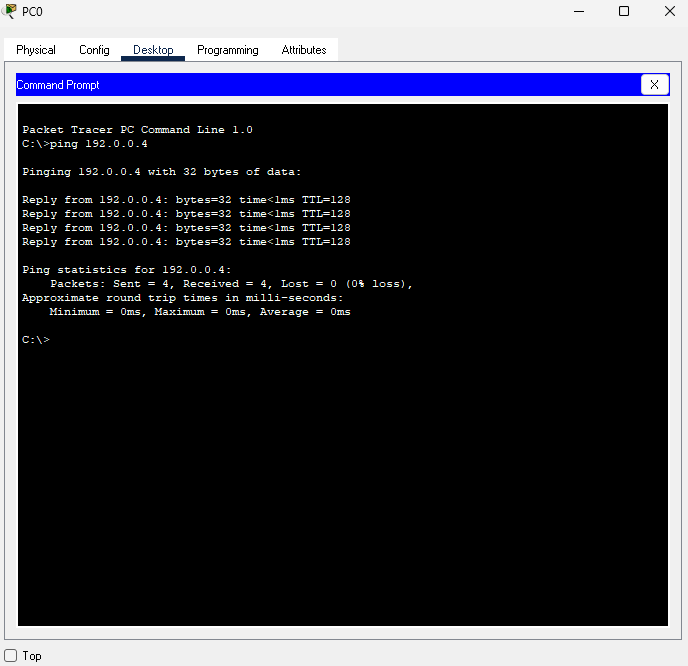 PC0
Physical Config Desktop Programming Attributes
Command Prompt X
Packet Tracer PC Command Line 1.0
C:\>ping 192.0.0.4
Pinging 192.0.0.4 with 32 bytes of data:
Reply from 192.0.0.4: bytes=32 time<1ms TTL=128
Reply from 192.0.0.4: bytes=32 time<1ms TTL=128
Reply from 192.0.0.4: bytes=32 time<1ms TTL=128
Reply from 192.0.0.4: bytes=32 time<1ms TTL=128
Ping statistics for 192.0.0.4:
Packets: Sent = 4, Received = 4, Lost = 0 (0% loss),
Approximate round trip times in milli-seconds:
Minimum = 0ms, Maximum = 0ms, Average = 0ms
C:\>
Top